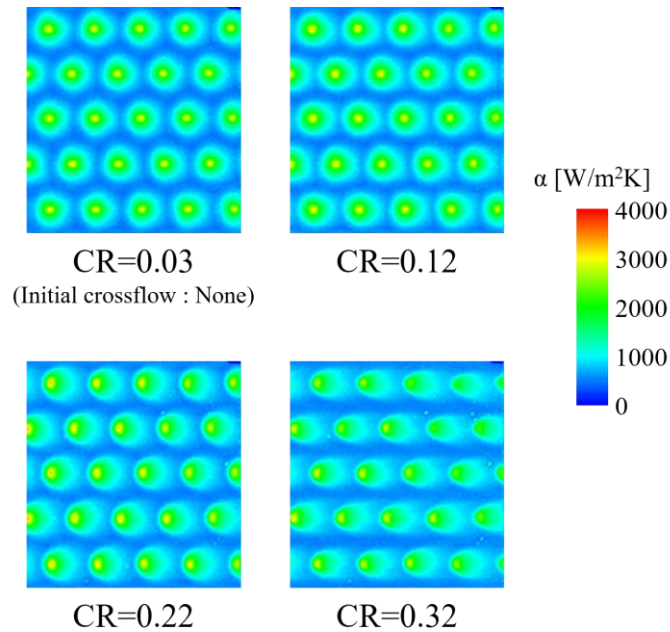 CR=0.03
(Initial crossflow : None)
CR=0.12
α [W/m²K]
4000
3000
2000
1000
0
CR=0.22
CR=0.32